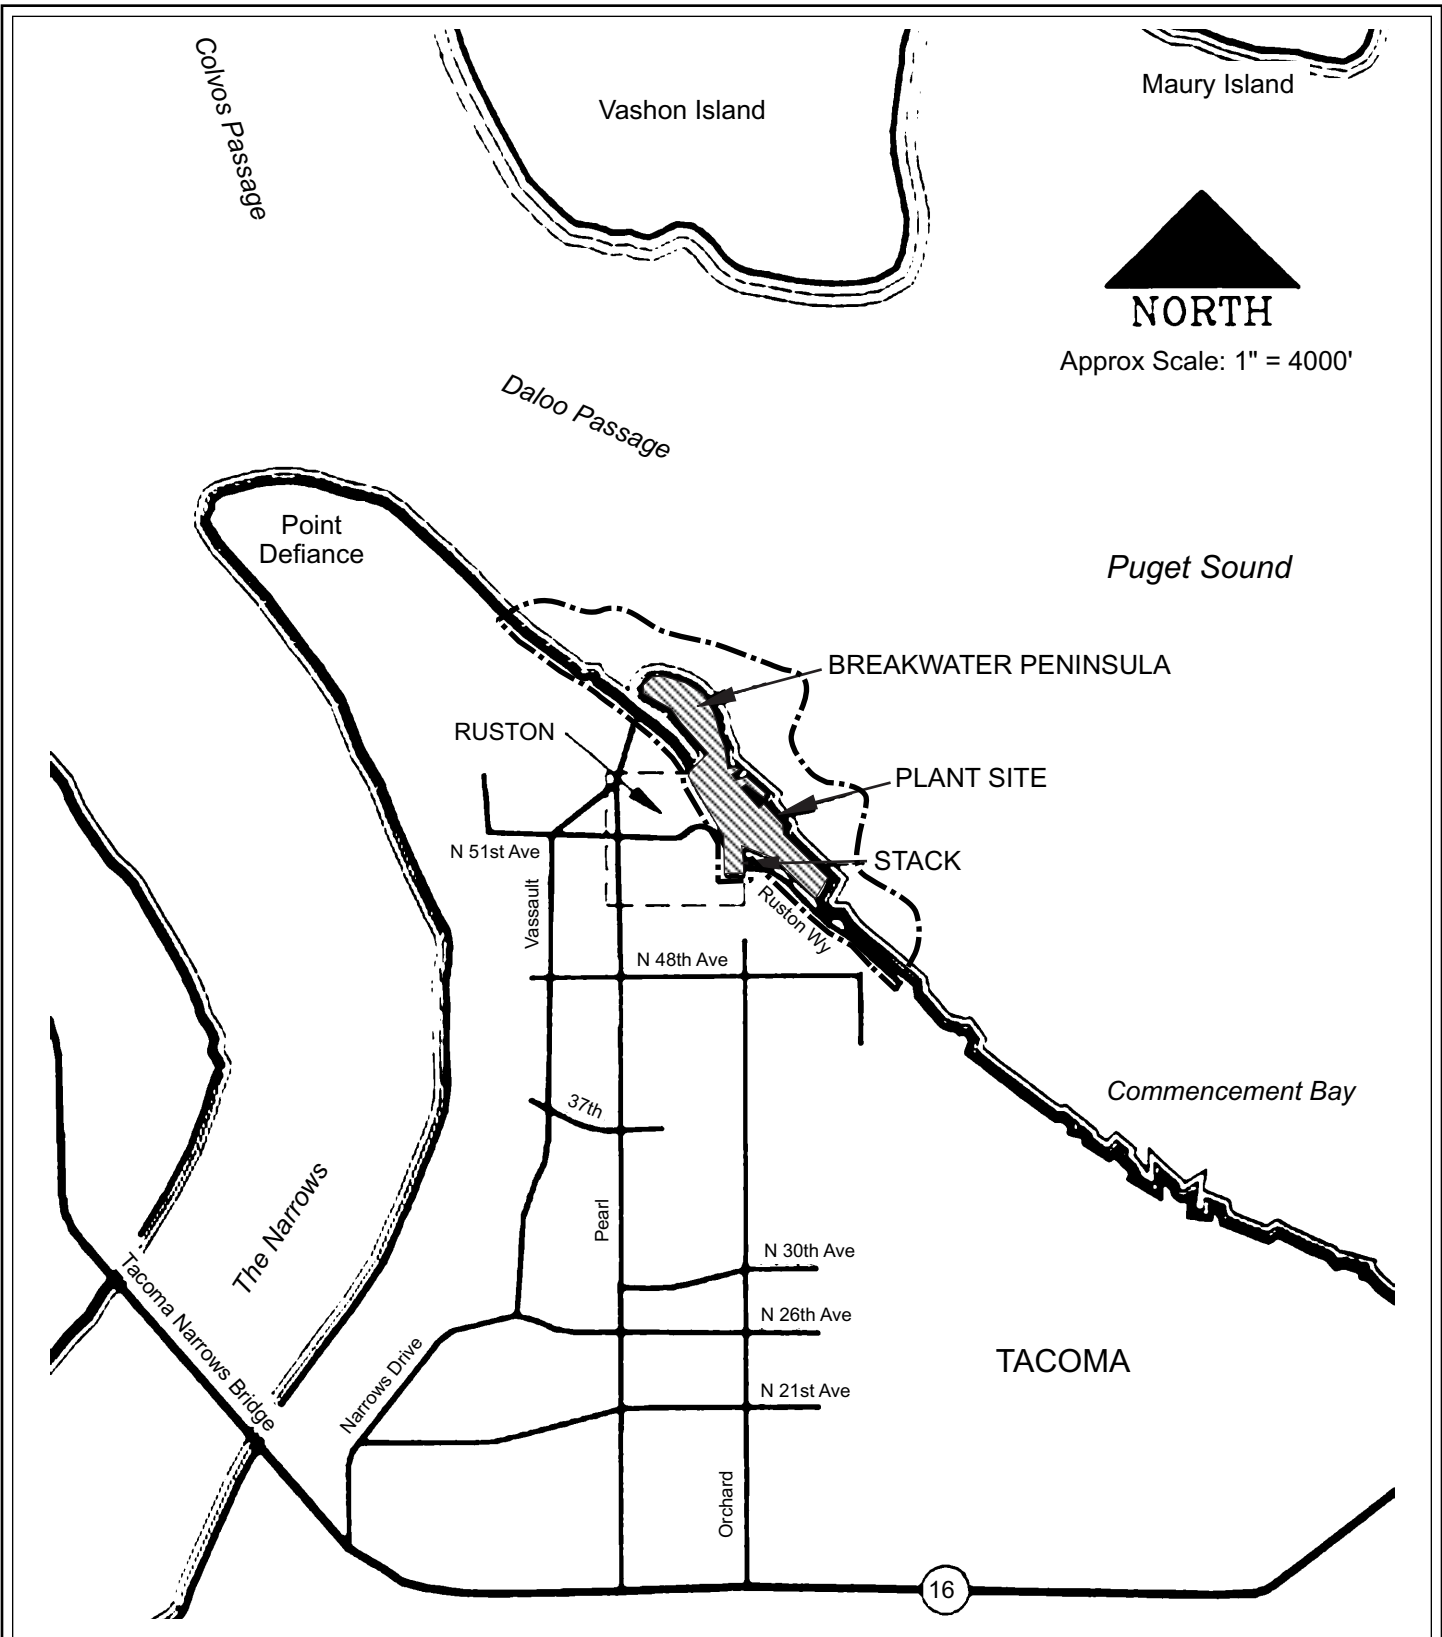 Colvos Passage
Vashon Island
Maury Island
NORTH
Approx Scale: 1" = 4000'
Daloo Passage
Point
Defiance
Puget Sound
BREAKWATER PENINSULA
RUSTON
PLANT SITE
N 51st Ave
STACK
Vassault
Ruston Wy
N 48th Ave
Commencement Bay
37th
The Narrows
Pearl
N 30th Ave
Tacoma Narrows Bridge
N 26th Ave
Narrows Drive
TACOMA
N 21st Ave
Orchard
16